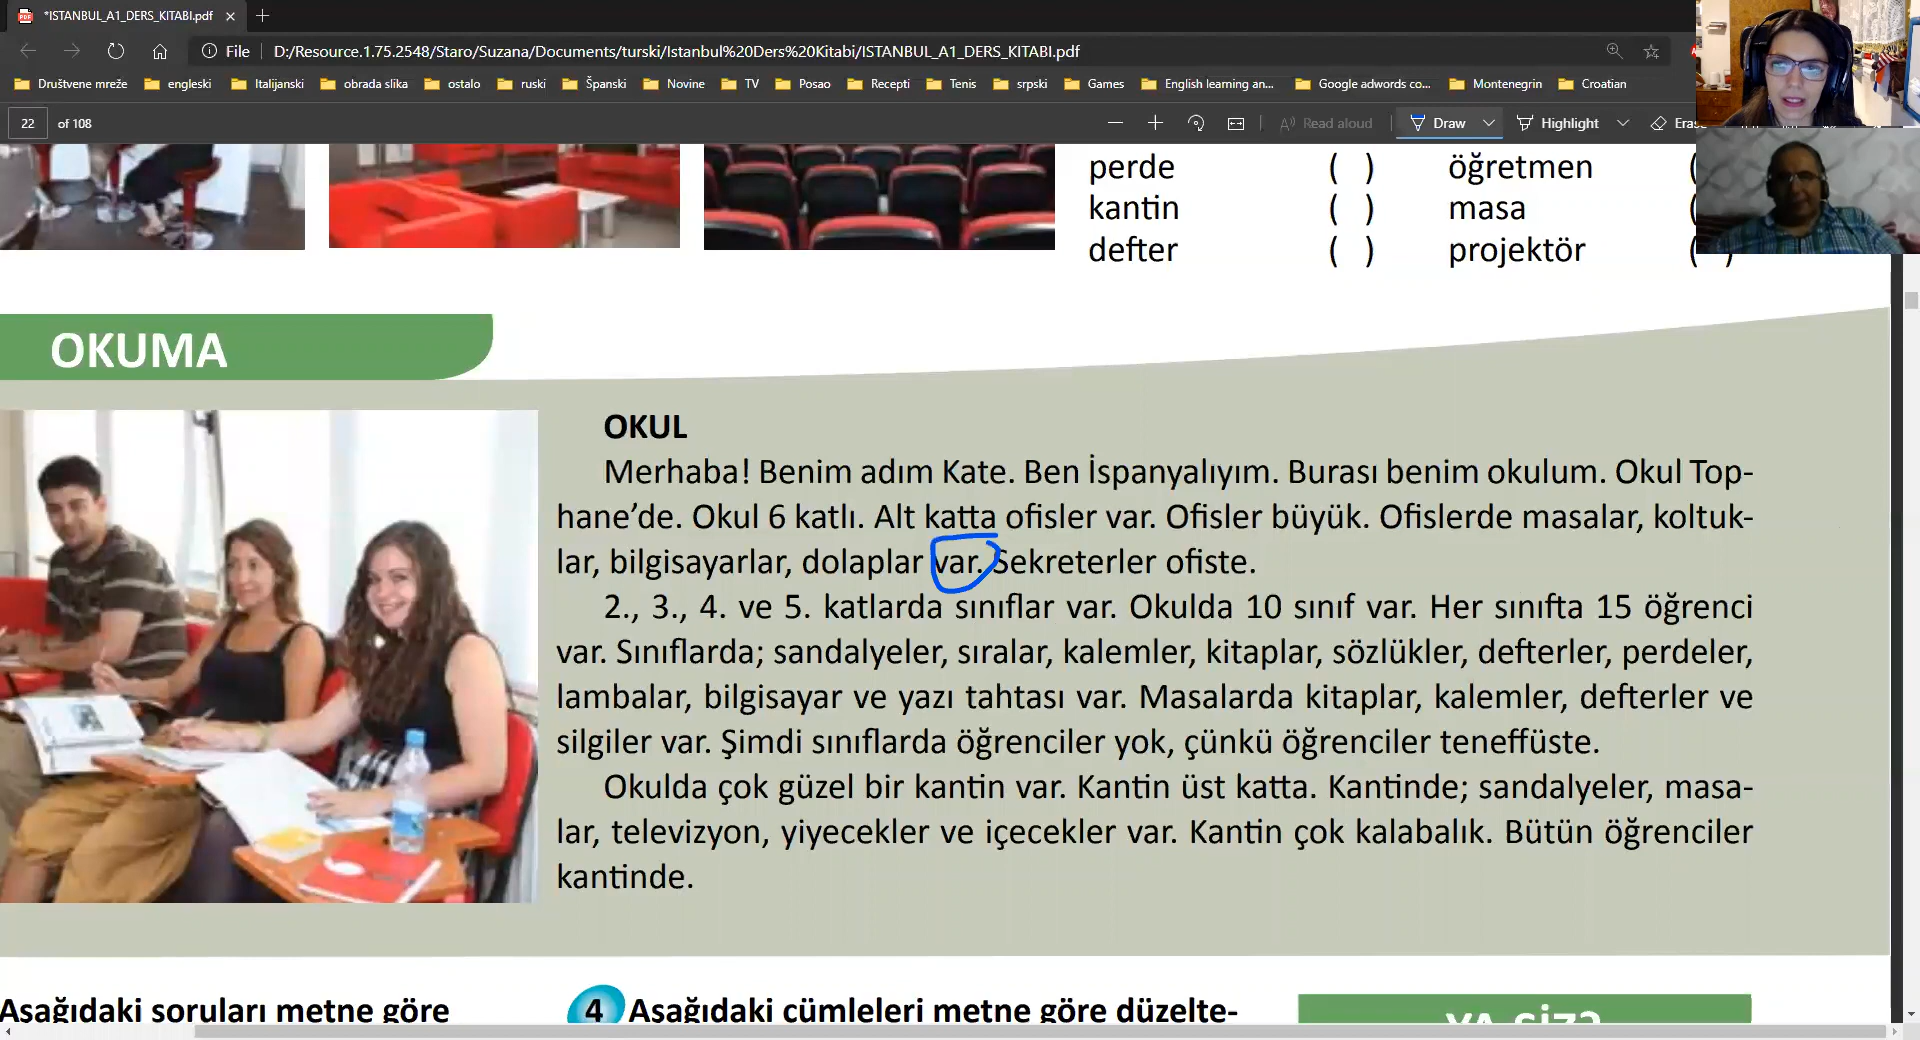 *ISTANBUL_A1_DERS_KITABI.pdf
File D:/Resource.1.75.2548/Staro/Suzana/Documents/turski/Istanbul%20Ders%20Kitabi/ISTANBUL_A1_DERS_KITABI.pdf
Društvene mreže engleski Italijanski obrada slika ostalo ruski Španski Novine TV Posao Recepti Tenis srpski Games English learning an... Google adwords co... Montenegrin Croatian
22 of 108 Read aloud Draw Highlight Erase
perde ( ) öğretmen (
kantin ( ) masa (
defter ( ) projektör ( )
OKUMA
OKUL
Merhaba! Benim adım Kate. Ben İspanyalıyım. Burası benim okulum. Okul Top-
hane’de. Okul 6 katlı. Alt katta ofisler var. Ofisler büyük. Ofislerde masalar, koltuk-
lar, bilgisayarlar, dolaplar var. Sekreterler ofiste.
2., 3., 4. ve 5. katlarda sınıflar var. Okulda 10 sınıf var. Her sınıfta 15 öğrenci
var. Sınıflarda; sandalyeler, sıralar, kalemler, kitaplar, sözlükler, defterler, perdeler,
lambalar, bilgisayar ve yazı tahtası var. Masalarda kitaplar, kalemler, defterler ve
silgiler var. Şimdi sınıflarda öğrenciler yok, çünkü öğrenciler teneffüste.
Okulda çok güzel bir kantin var. Kantin üst katta. Kantinde; sandalyeler, masa-
lar, televizyon, yiyecekler ve içecekler var. Kantin çok kalabalık. Bütün öğrenciler
kantinde.
Aşağıdaki soruları metne göre
4 Aşağıdaki cümleleri metne göre düzelte-